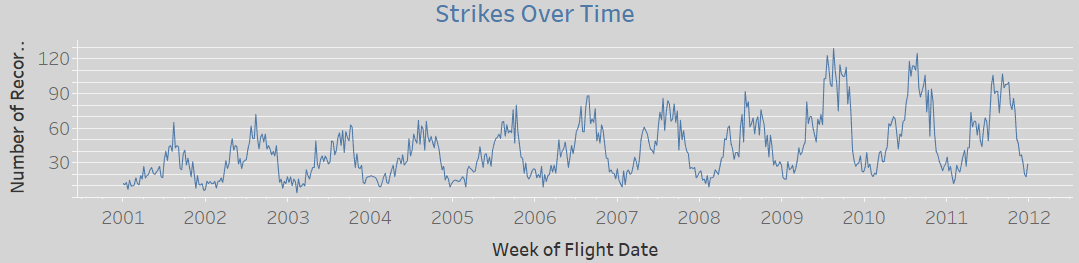 Strikes Over Time
Number of Recor..
120
90
60
30
2001 2002 2003 2004 2005 2006 2007 2008 2009 2010 2011 2012
Week of Flight Date